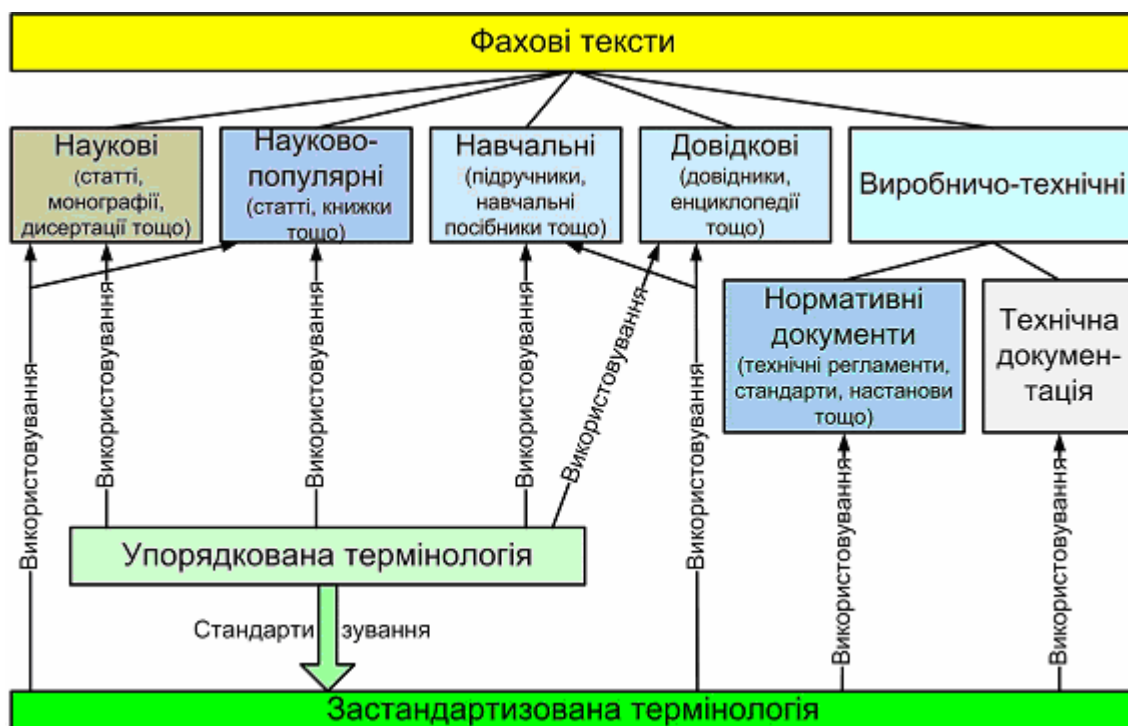 Фахові тексти
Наукові
(статті,
монографії,
дисертації тощо)
Науково-
популярні
(статті, книжки
тощо)
Навчальні
(підручники,
навчальні
посібники тощо)
Довідкові
(довідники,
енциклопедії
тощо)
Виробничо-технічні
Нормативні
документи
(технічні регламенти,
стандарти, настанови
тощо)
Технічна
докумен-
тація
Використовування
Використовування
Використовування
Використовування
Використовування
Використовування
Використовування
Використовування
Упорядкована термінологія
Стандарти зування
Застандартизована термінологія